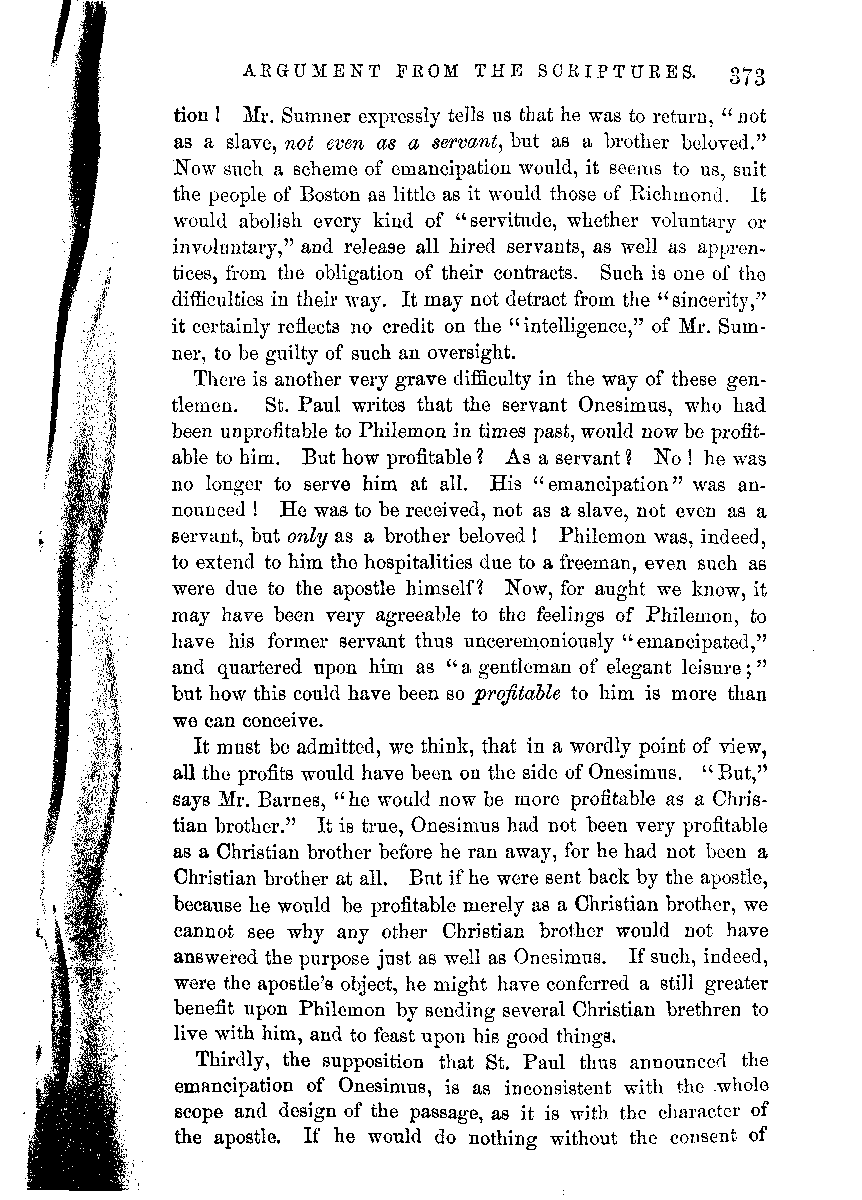 ARGUMENT FROM THE SCRIPTURES. 373
tion! Mr. Sumner expressly tells us that he was to return, “not
as a slave, not even as a servant, but as a brother beloved.”
Now such a scheme of emancipation would, it seems to us, suit
the people of Boston as little as it would those of Richmond. It
would abolish every kind of “servitude, whether voluntary or
involuntary,” and release all hired servants, as well as appren-
tices, from the obligation of their contracts. Such is one of the
difficulties in their way. It may not detract from the “sincerity,”
it certainly reflects no credit on the “intelligence,” of Mr. Sum-
ner, to be guilty of such an oversight.
There is another very grave difficulty in the way of these gen-
tlemen. St. Paul writes that the servant Onesimus, who had
been unprofitable to Philemon in times past, would now be profit-
able to him. But how profitable? As a servant? No! he was
no longer to serve him at all. His “emancipation” was an-
nounced! He was to be received, not as a slave, not even as a
servant, but only as a brother beloved! Philemon was, indeed,
to extend to him the hospitalities due to a freeman, even such as
were due to the apostle himself? Now, for aught we know, it
may have been very agreeable to the feelings of Philemon, to
have his former servant thus unceremoniously “emancipated,”
and quartered upon him as “a gentleman of elegant leisure;”
but how this could have been so profitable to him is more than
we can conceive.
It must be admitted, we think, that in a wordly point of view,
all the profits would have been on the side of Onesimus. “But,”
says Mr. Barnes, “he would now be more profitable as a Chris-
tian brother.” It is true, Onesimus had not been very profitable
as a Christian brother before he ran away, for he had not been a
Christian brother at all. But if he were sent back by the apostle,
because he would be profitable merely as a Christian brother, we
cannot see why any other Christian brother would not have
answered the purpose just as well as Onesimus. If such, indeed,
were the apostle’s object, he might have conferred a still greater
benefit upon Philemon by sending several Christian brethren to
live with him, and to feast upon his good things.
Thirdly, the supposition that St. Paul thus announced the
emancipation of Onesimus, is as inconsistent with the whole
scope and design of the passage, as it is with the character of
the apostle. If he would do nothing without the consent of